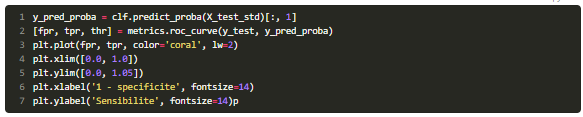 1 y_pred_proba = clf.predict_proba(X_test_std)[:, 1]
2 [fpr, tpr, thr] = metrics.roc_curve(y_test, y_pred_proba)
3 plt.plot(fpr, tpr, color='coral', lw=2)
4 plt.xlim([0.0, 1.0])
5 plt.ylim([0.0, 1.05])
6 plt.xlabel('1 - specificite', fontsize=14)
7 plt.ylabel('Sensibilite', fontsize=14)p